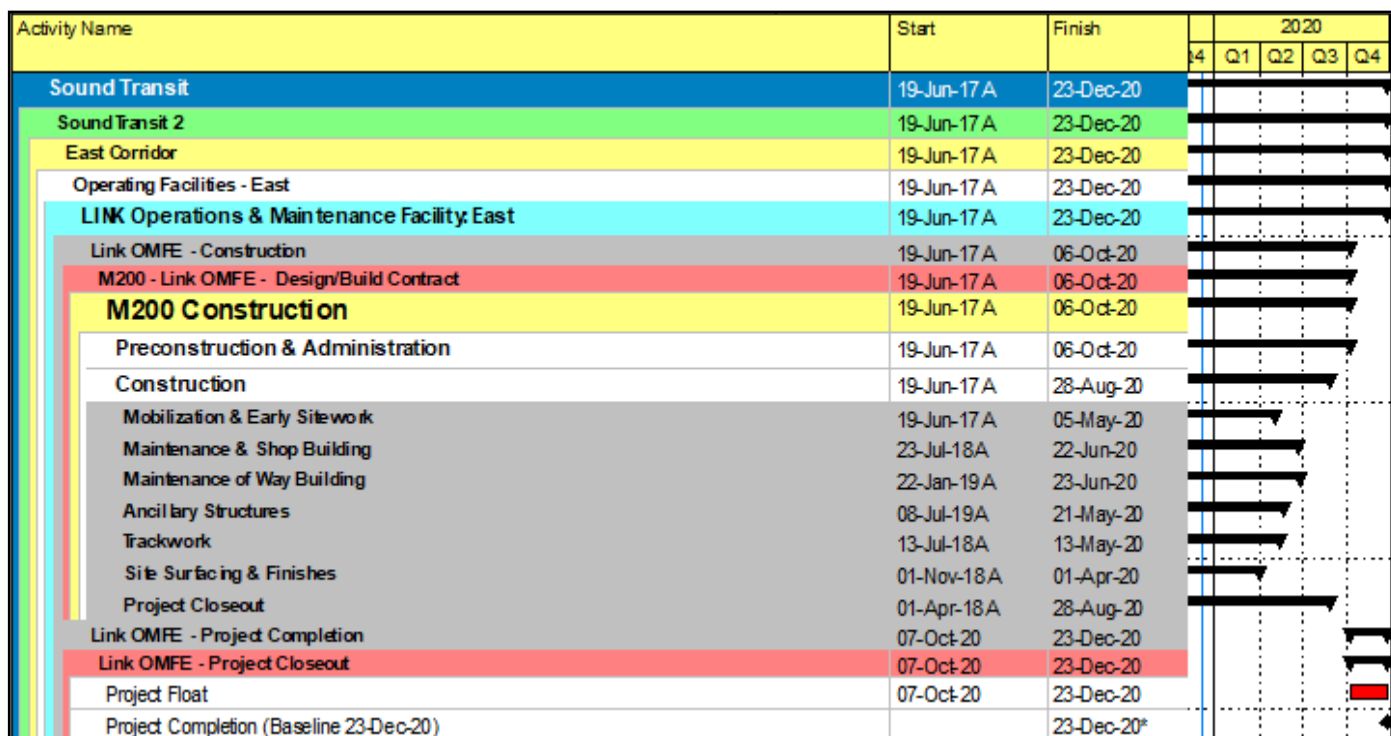 Activity Name Start Finish 2020
Q4 Q1 Q2 Q3 Q4
Sound Transit 19-Jun-17 A 23-Dec-20
Sound Transit 2 19-Jun-17 A 23-Dec-20
East Corridor 19-Jun-17 A 23-Dec-20
Operating Facilities - East 19-Jun-17 A 23-Dec-20
LINK Operations & Maintenance Facility: East 19-Jun-17 A 23-Dec-20
Link OMFE - Construction 19-Jun-17 A 06-Oct-20
M200 - Link OMFE - Design/Build Contract 19-Jun-17 A 06-Oct-20
M200 Construction 19-Jun-17 A 06-Oct-20
Preconstruction & Administration 19-Jun-17 A 06-Oct-20
Construction 19-Jun-17 A 28-Aug-20
Mobilization & Early Sitework 19-Jun-17 A 05-May-20
Maintenance & Shop Building 23-Jul-18A 22-Jun-20
Maintenance of Way Building 22-Jan-19 A 23-Jun-20
Ancillary Structures 08-Jul-19A 21-May-20
Trackwork 13-Jul-18A 13-May-20
Site Surfacing & Finishes 01-Nov-18 A 01-Apr-20
Project Closeout 01-Apr-18 A 28-Aug-20
Link OMFE - Project Completion 07-Oct-20 23-Dec-20
Link OMFE - Project Closeout 07-Oct-20 23-Dec-20
Project Float 07-Oct-20 23-Dec-20
Project Completion (Baseline 23-Dec-20) 23-Dec-20*